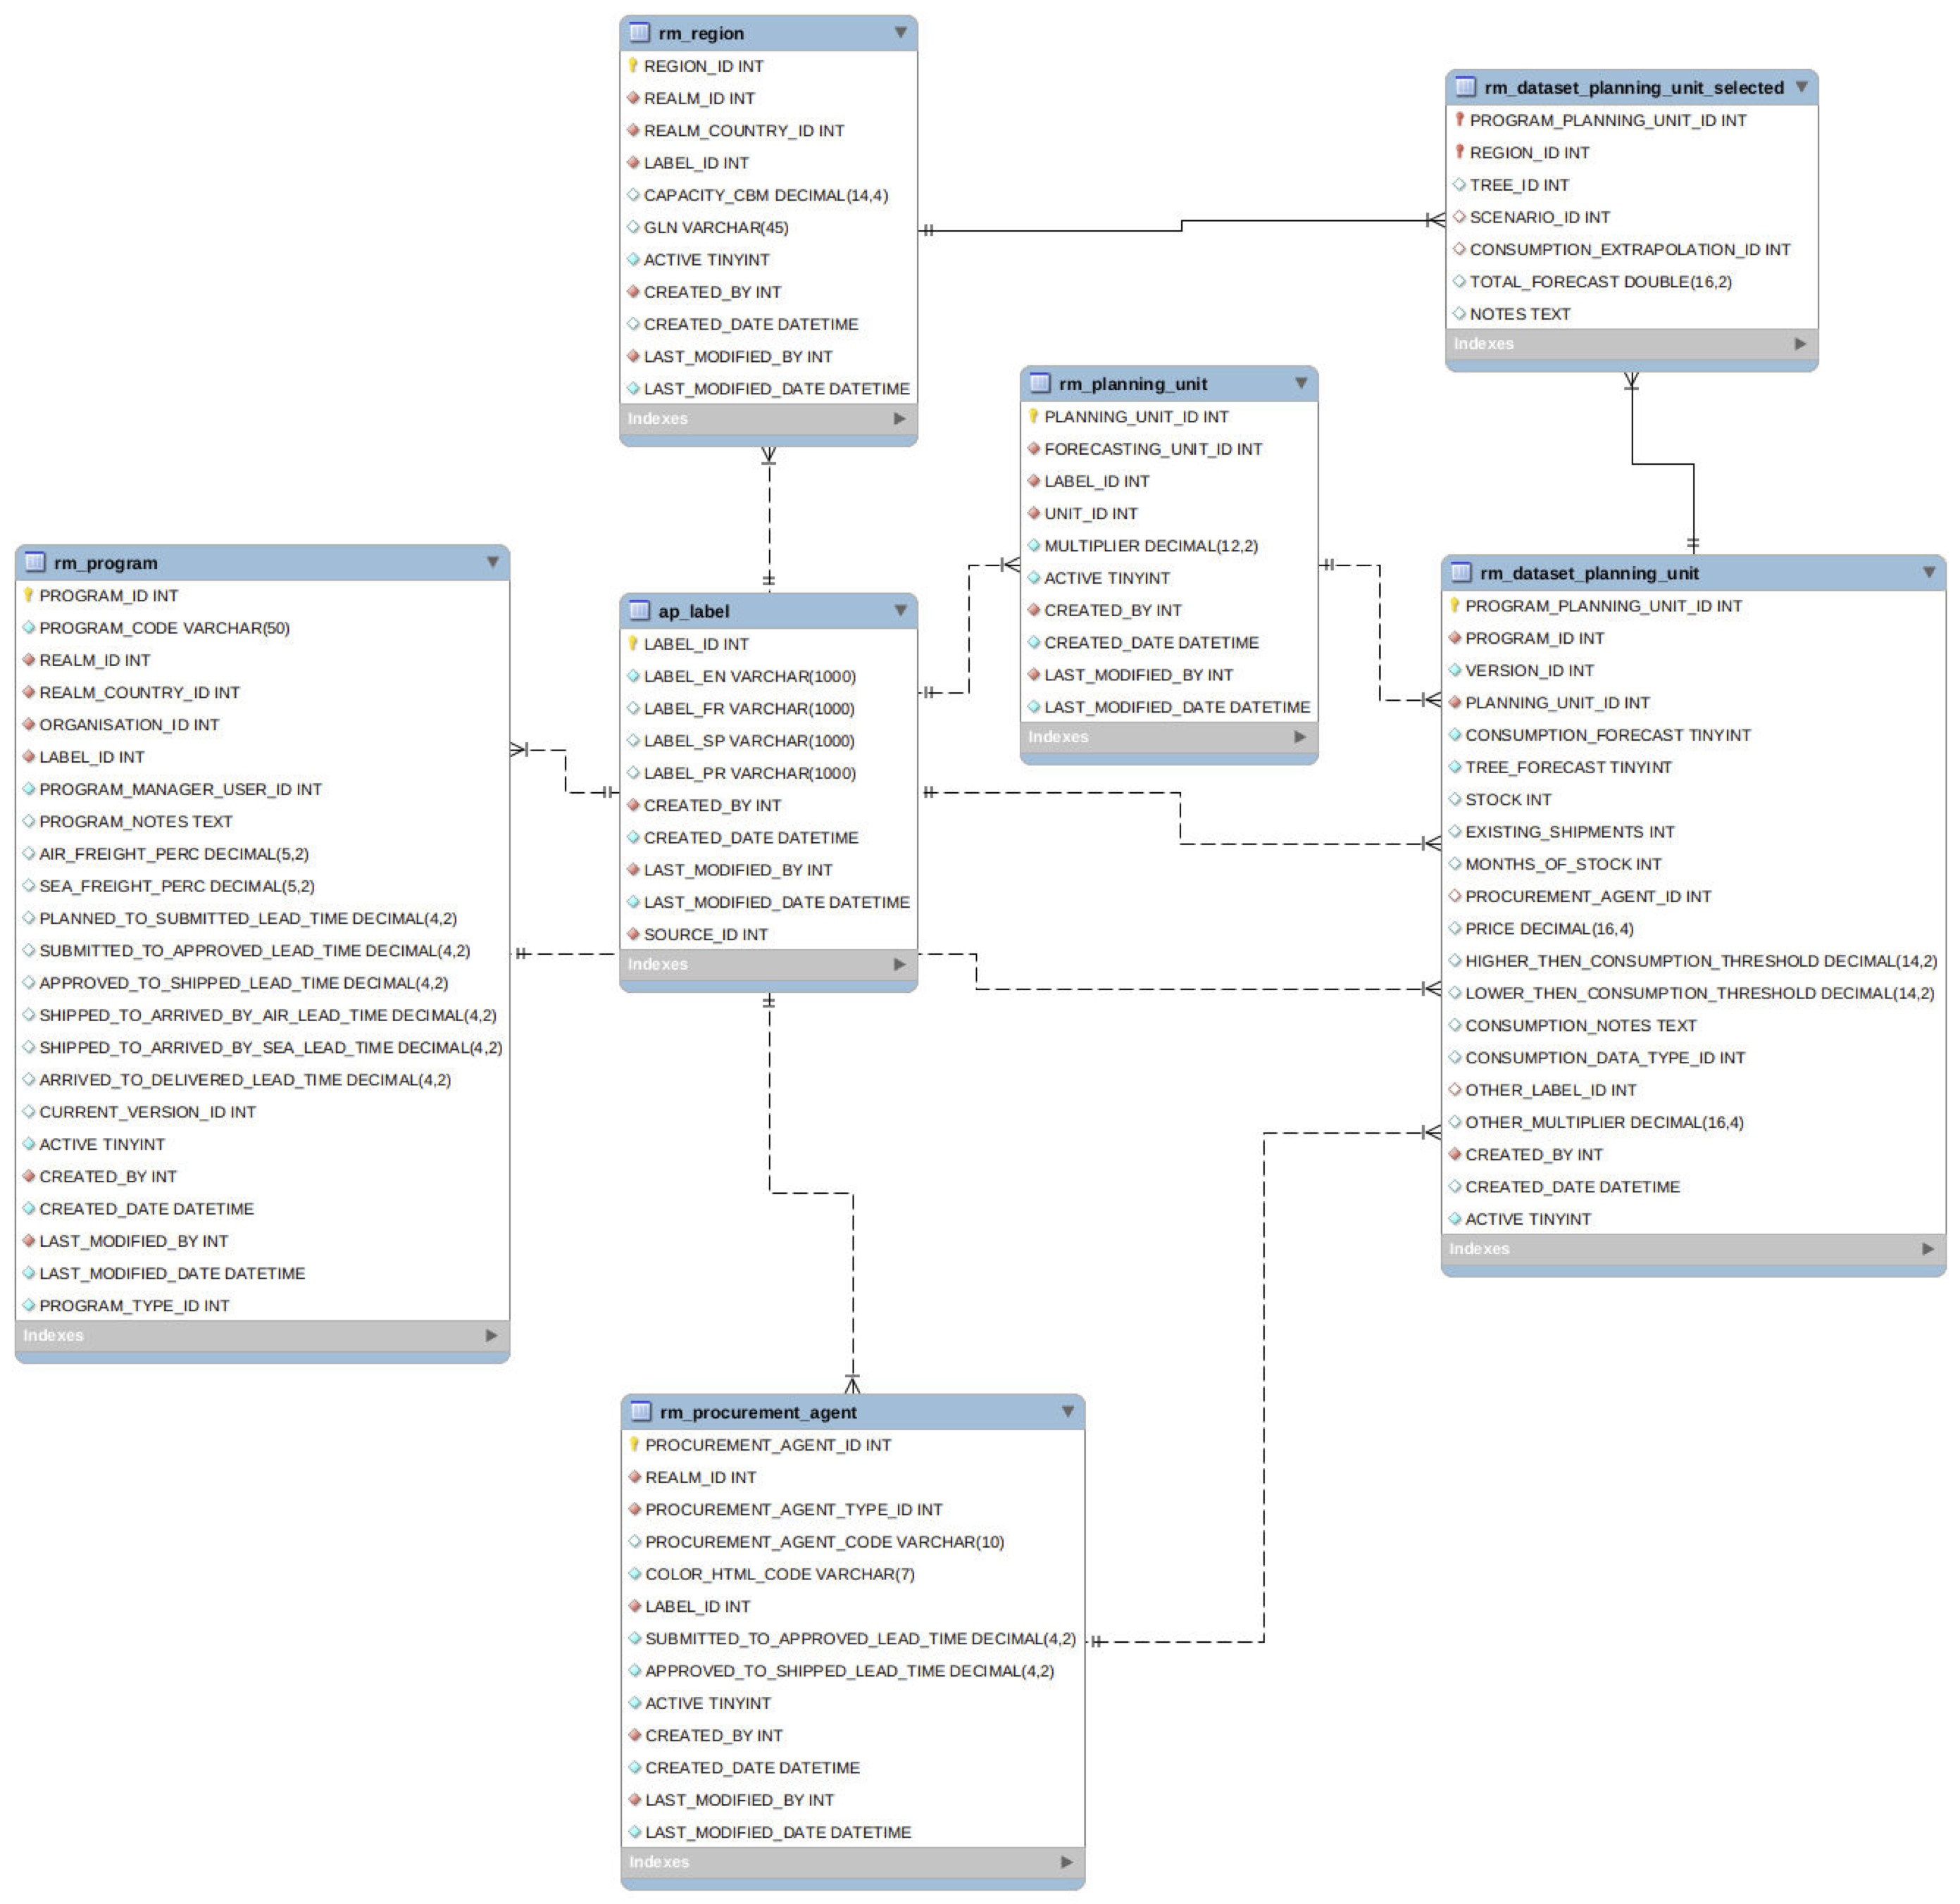 rm_region
REGION_ID INT
REALM_ID INT
REALM_COUNTRY_ID INT
LABEL_ID INT
CAPACITY_CBM DECIMAL(14,4)
GLN VARCHAR(45)
ACTIVE TINYINT
CREATED_BY INT
CREATED_DATE DATETIME
LAST_MODIFIED_BY INT
LAST_MODIFIED_DATE DATETIME
Indexes
rm_dataset_planning_unit_selected
PROGRAM_PLANNING_UNIT_ID INT
REGION_ID INT
TREE_ID INT
SCENARIO_ID INT
CONSUMPTION_EXTRAPOLATION_ID INT
TOTAL_FORECAST DOUBLE(16,2)
NOTES TEXT
Indexes
rm_planning_unit
PLANNING_UNIT_ID INT
FORECASTING_UNIT_ID INT
LABEL_ID INT
UNIT_ID INT
MULTIPLIER DECIMAL(12,2)
ACTIVE TINYINT
CREATED_BY INT
CREATED_DATE DATETIME
LAST_MODIFIED_BY INT
LAST_MODIFIED_DATE DATETIME
Indexes
rm_program
PROGRAM_ID INT
PROGRAM_CODE VARCHAR(50)
REALM_ID INT
REALM_COUNTRY_ID INT
ORGANISATION_ID INT
LABEL_ID INT
PROGRAM_MANAGER_USER_ID INT
PROGRAM_NOTES TEXT
AIR_FREIGHT_PERC DECIMAL(5,2)
SEA_FREIGHT_PERC DECIMAL(5,2)
PLANNED_TO_SUBMITTED_LEAD_TIME DECIMAL(4,2)
SUBMITTED_TO_APPROVED_LEAD_TIME DECIMAL(4,2)
APPROVED_TO_SHIPPED_LEAD_TIME DECIMAL(4,2)
SHIPPED_TO_ARRIVED_BY_AIR_LEAD_TIME DECIMAL(4,2)
SHIPPED_TO_ARRIVED_BY_SEA_LEAD_TIME DECIMAL(4,2)
ARRIVED_TO_DELIVERED_LEAD_TIME DECIMAL(4,2)
CURRENT_VERSION_ID INT
ACTIVE TINYINT
CREATED_BY INT
CREATED_DATE DATETIME
LAST_MODIFIED_BY INT
LAST_MODIFIED_DATE DATETIME
PROGRAM_TYPE_ID INT
Indexes
ap_label
LABEL_ID INT
LABEL_EN VARCHAR(1000)
LABEL_FR VARCHAR(1000)
LABEL_SP VARCHAR(1000)
LABEL_PR VARCHAR(1000)
CREATED_BY INT
CREATED_DATE DATETIME
LAST_MODIFIED_BY INT
LAST_MODIFIED_DATE DATETIME
SOURCE_ID INT
Indexes
rm_dataset_planning_unit
PROGRAM_PLANNING_UNIT_ID INT
PROGRAM_ID INT
VERSION_ID INT
PLANNING_UNIT_ID INT
CONSUMPTION_FORECAST TINYINT
TREE_FORECAST TINYINT
STOCK INT
EXISTING_SHIPMENTS INT
MONTHS_OF_STOCK INT
PROCUREMENT_AGENT_ID INT
PRICE DECIMAL(16,4)
HIGHER_THEN_CONSUMPTION_THRESHOLD DECIMAL(14,2)
LOWER_THEN_CONSUMPTION_THRESHOLD DECIMAL(14,2)
CONSUMPTION_NOTES TEXT
CONSUMPTION_DATA_TYPE_ID INT
OTHER_LABEL_ID INT
OTHER_MULTIPLIER DECIMAL(16,4)
CREATED_BY INT
CREATED_DATE DATETIME
ACTIVE TINYINT
Indexes
rm_procurement_agent
PROCUREMENT_AGENT_ID INT
REALM_ID INT
PROCUREMENT_AGENT_TYPE_ID INT
PROCUREMENT_AGENT_CODE VARCHAR(10)
COLOR_HTML_CODE VARCHAR(7)
LABEL_ID INT
SUBMITTED_TO_APPROVED_LEAD_TIME DECIMAL(4,2)
APPROVED_TO_SHIPPED_LEAD_TIME DECIMAL(4,2)
ACTIVE TINYINT
CREATED_BY INT
CREATED_DATE DATETIME
LAST_MODIFIED_BY INT
LAST_MODIFIED_DATE DATETIME
Indexes